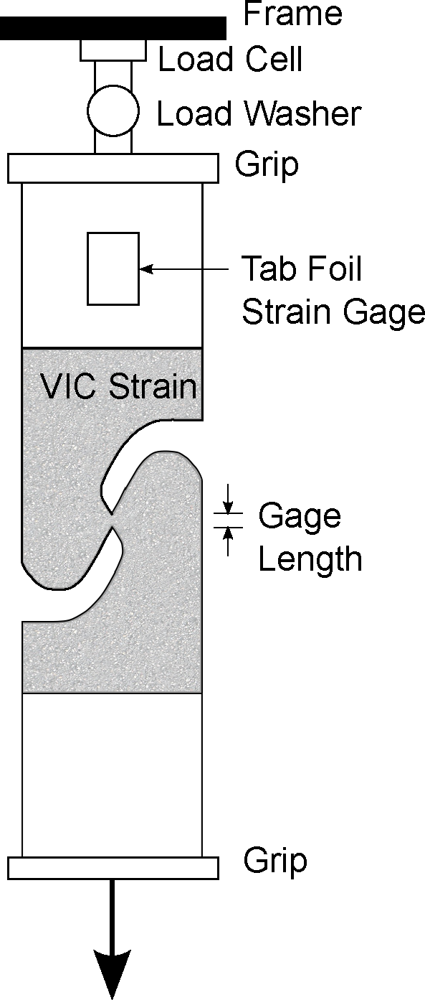 Frame
Load Cell
Load Washer
Grip
Tab Foil
Strain Gage
VIC Strain
Gage
Length
Grip